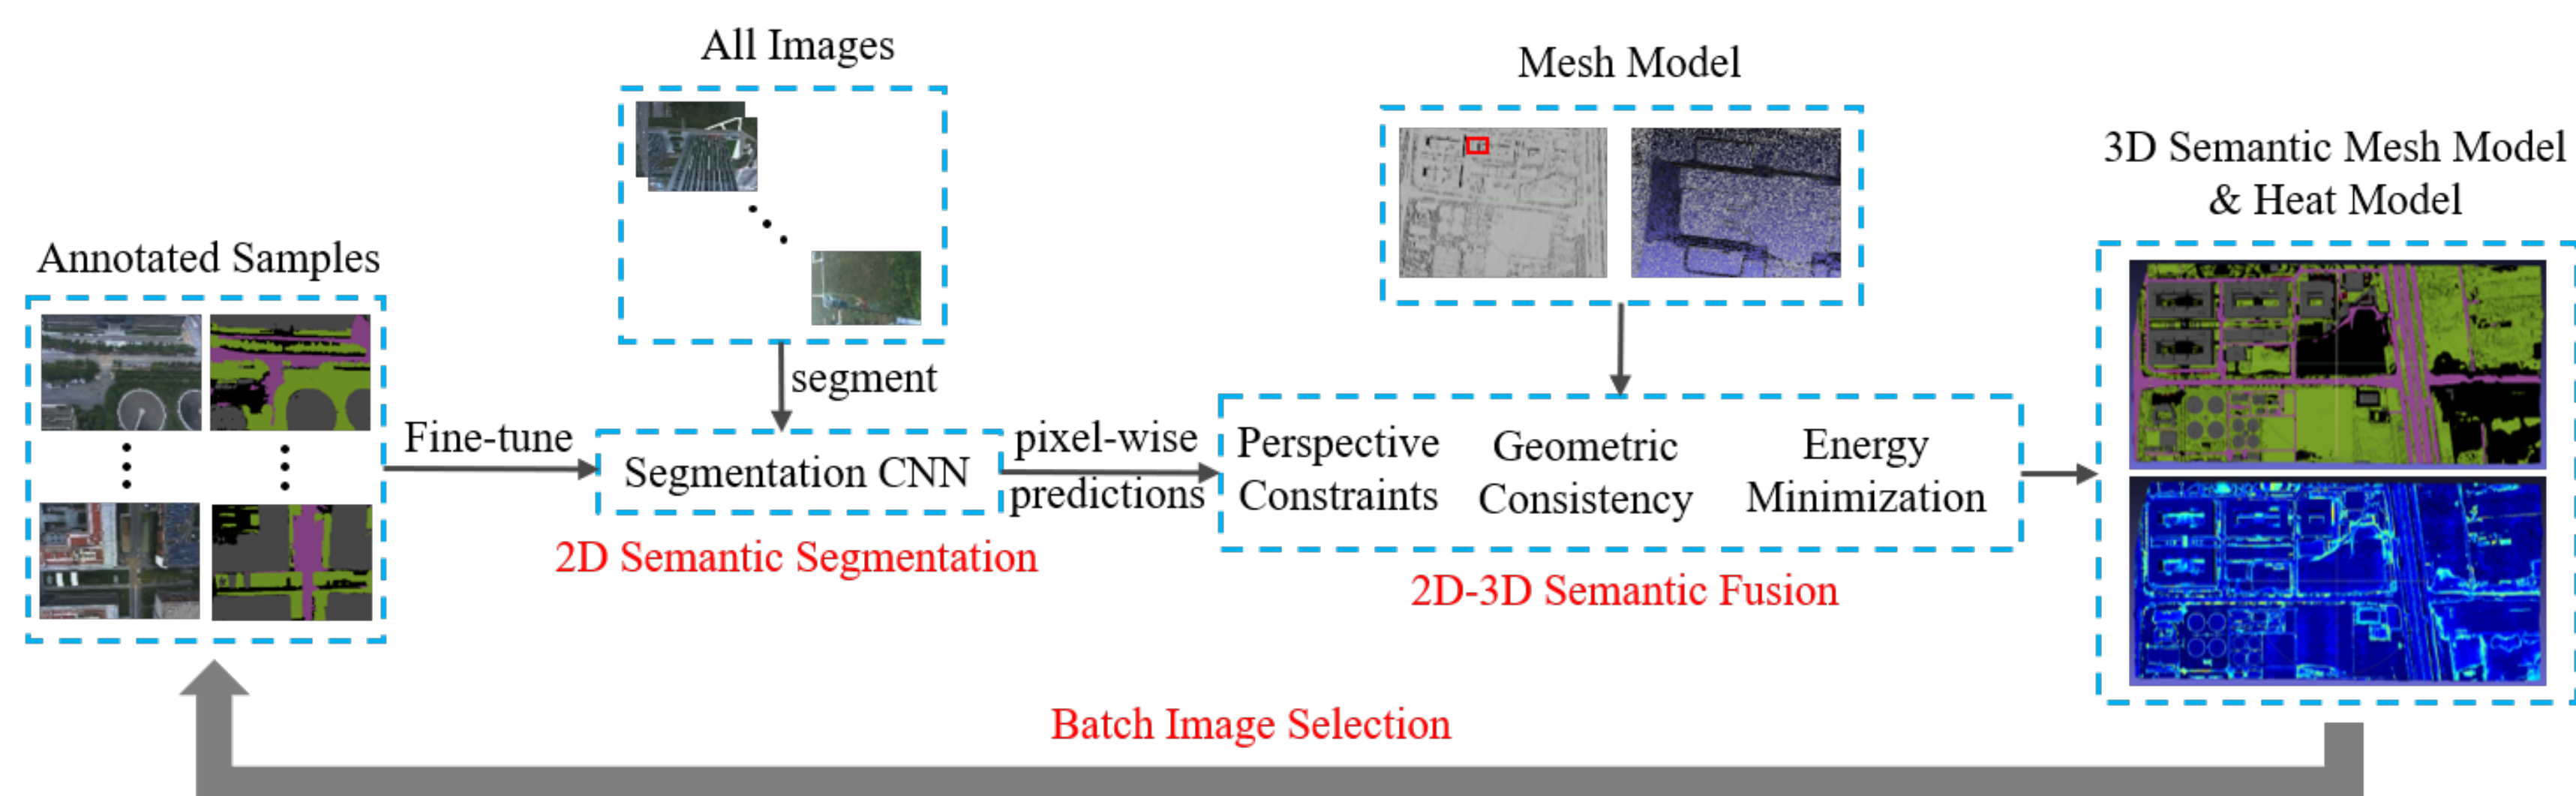 All Images
Mesh Model
3D Semantic Mesh Model
& Heat Model
Annotated Samples
segment
Fine-tune
Segmentation CNN
pixel-wise
predictions
Perspective
Constraints
Geometric
Consistency
Energy
Minimization
2D Semantic Segmentation
2D-3D Semantic Fusion
Batch Image Selection